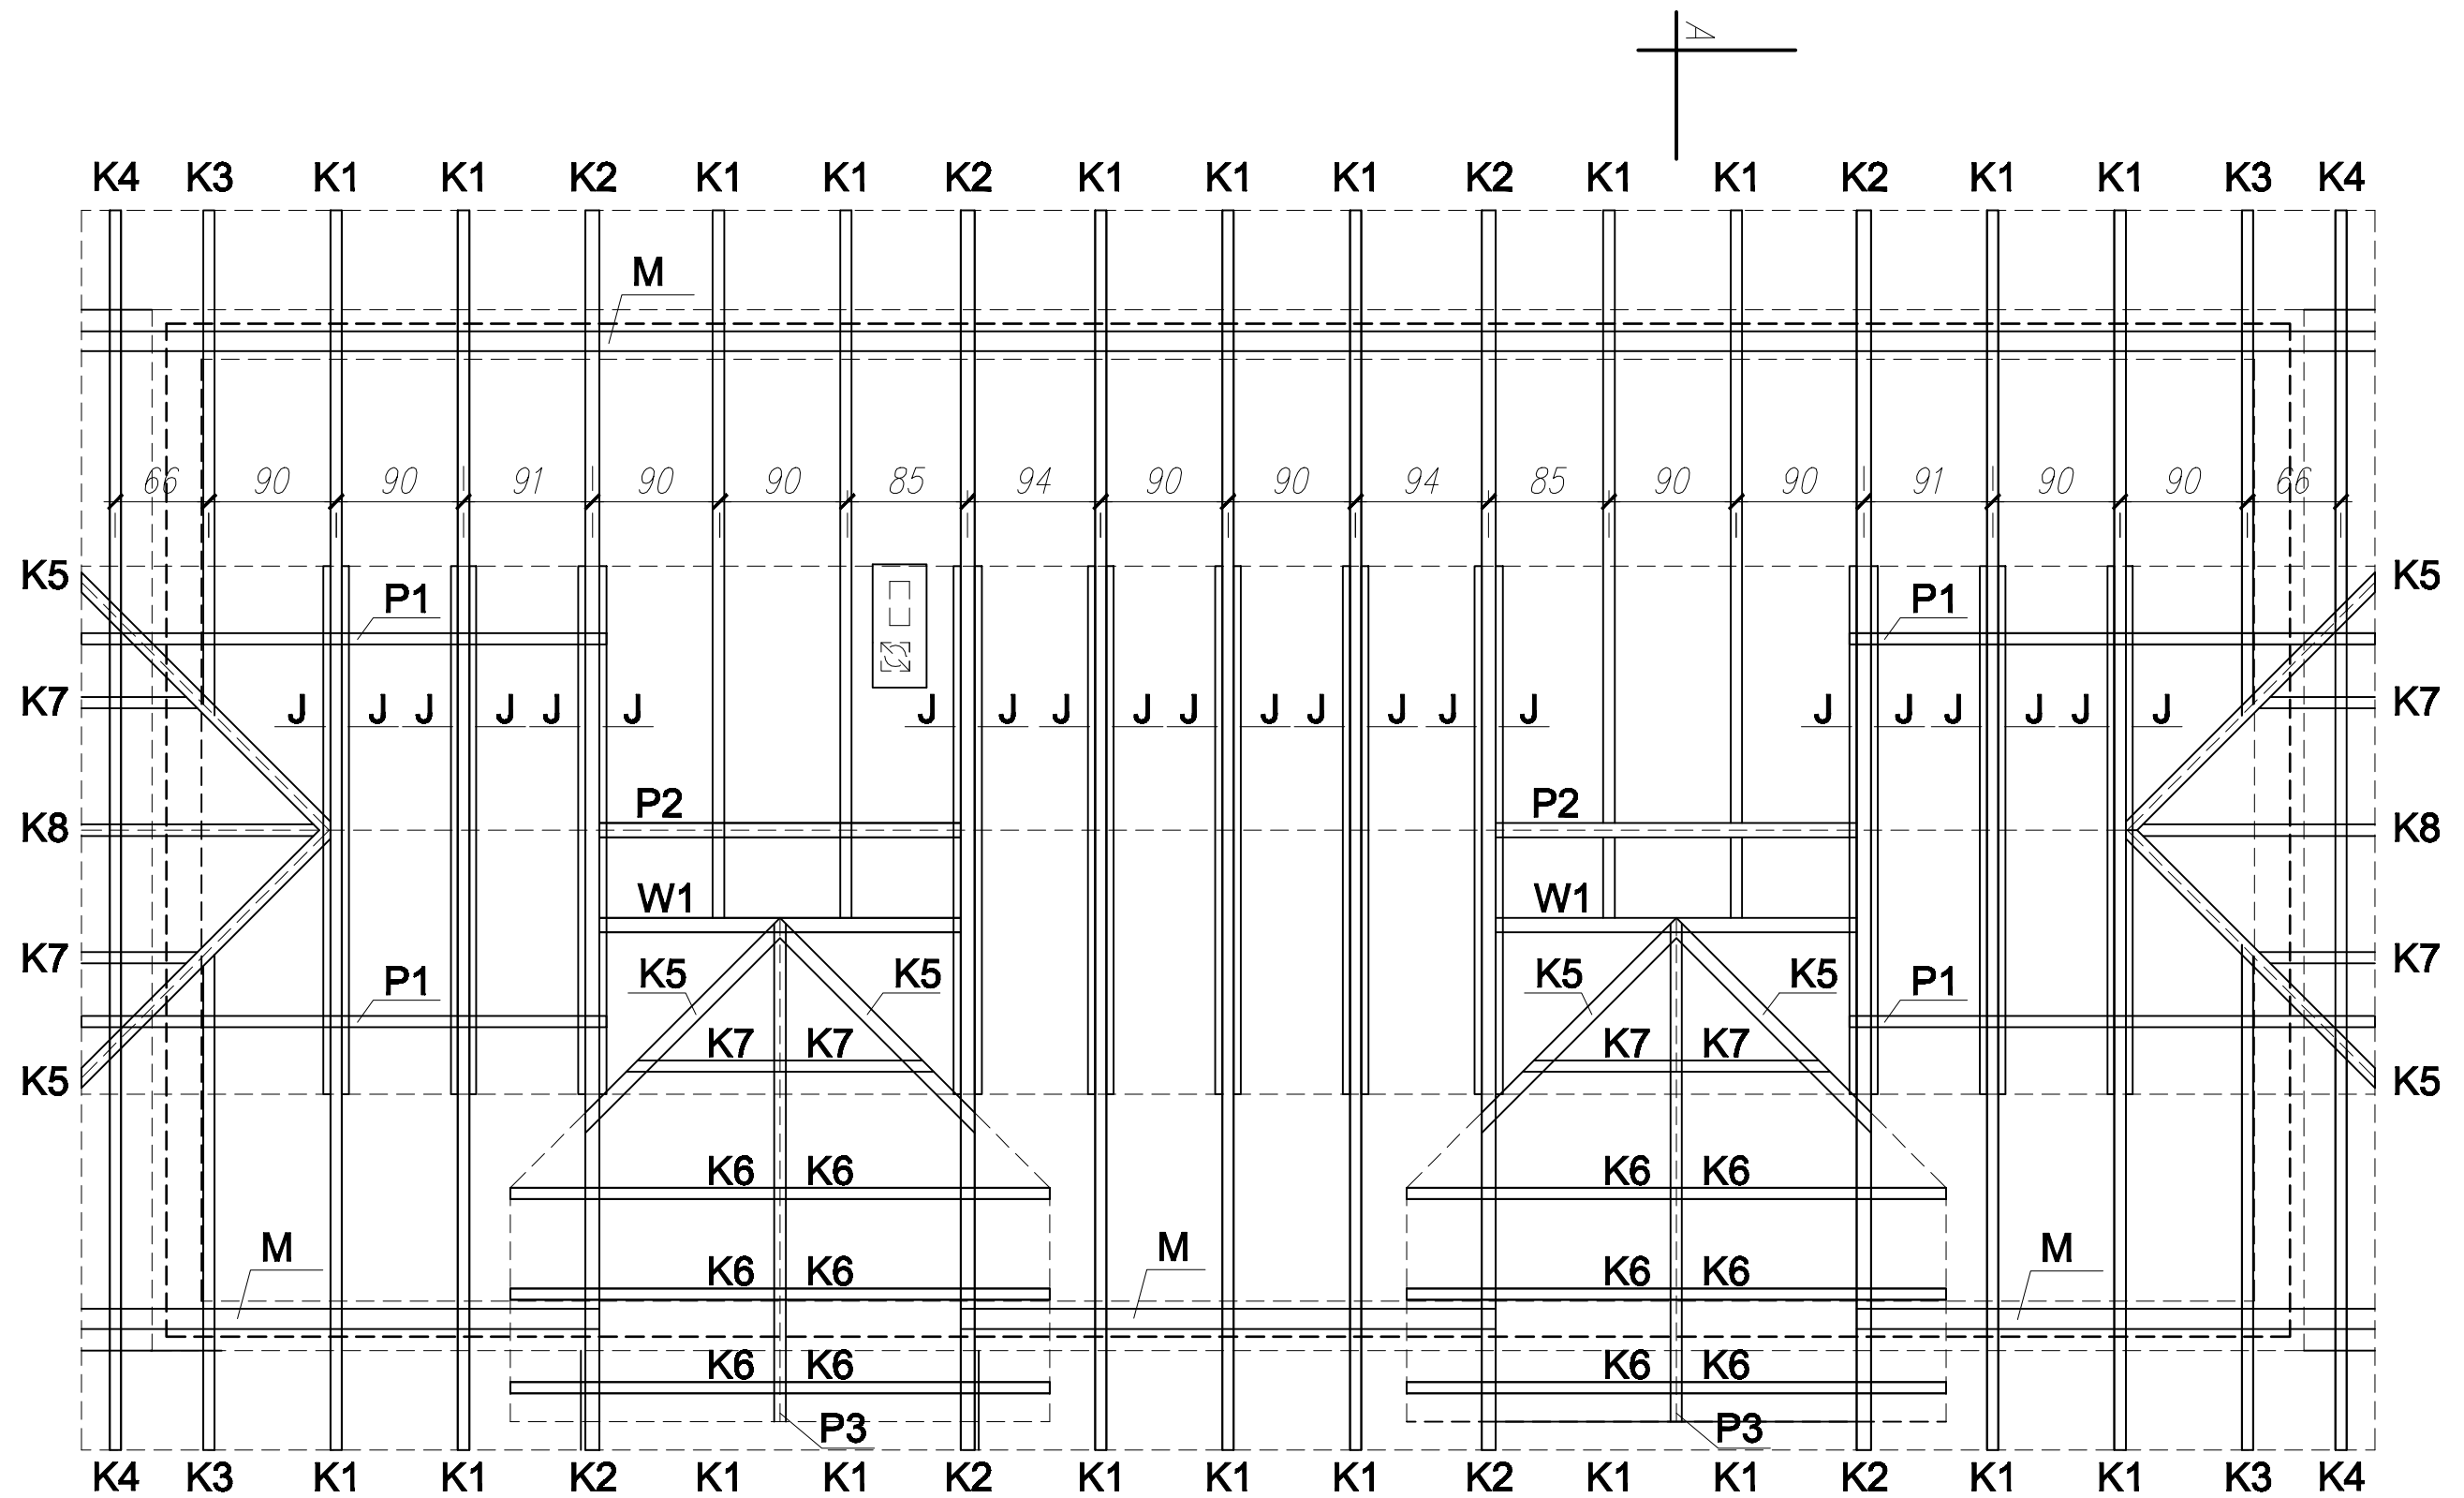 A
K4 K3 K1 K1 K2 K1 K1 K2 K1 K1 K1 K2 K1 K1 K2 K1 K1 K3 K4
M
66 90 90 91 90 90 85 94 90 90 94 85 90 90 91 90 90 66
K5 K5
P1 P1
K7 J J J J J J J J J J J J J J J J J J J J K7
P2 P2
K8 K8
W1 W1
K7 K7
K5 K5 K5 K5
P1 P1
K7 K7 K7 K7
K5 K5
K6 K6 K6 K6
M M M
K6 K6 K6 K6
K6 K6 K6 K6
P3 P3
K4 K3 K1 K1 K2 K1 K1 K2 K1 K1 K1 K2 K1 K1 K2 K1 K1 K3 K4